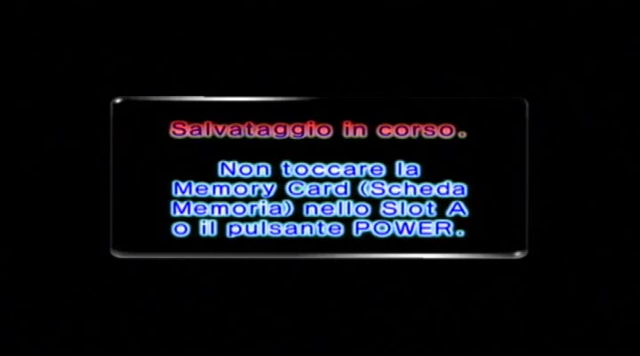 Salvataggio in corso.
Non toccare la
Memory Card (Scheda
Memoria) nello Slot A
o il pulsante POWER.